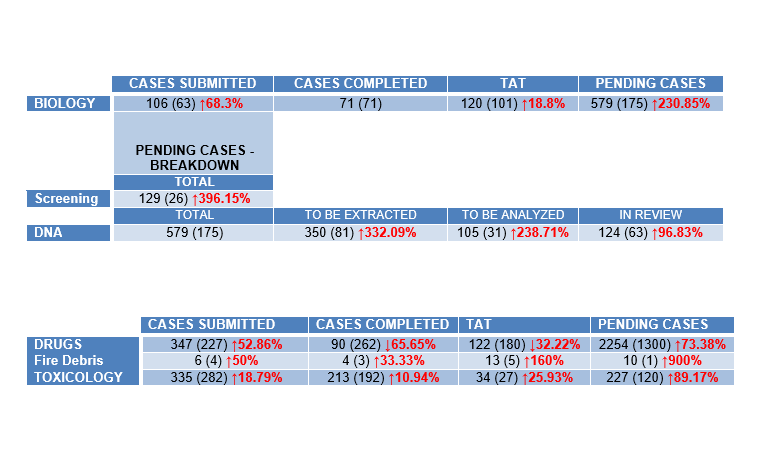 CASES SUBMITTED CASES COMPLETED TAT PENDING CASES
BIOLOGY 106 (63) ↑68.3% 71 (71) 120 (101) ↑18.8% 579 (175) ↑230.85%
PENDING CASES -
BREAKDOWN
TOTAL
Screening 129 (26) ↑396.15%
TOTAL TO BE EXTRACTED TO BE ANALYZED IN REVIEW
DNA 579 (175) 350 (81) ↑332.09% 105 (31) ↑238.71% 124 (63) ↑96.83%
CASES SUBMITTED CASES COMPLETED TAT PENDING CASES
DRUGS 347 (227) ↑52.86% 90 (262) ↓65.65% 122 (180) ↓32.22% 2254 (1300) ↑73.38%
Fire Debris 6 (4) ↑50% 4 (3) ↑33.33% 13 (5) ↑160% 10 (1) ↑900%
TOXICOLOGY 335 (282) ↑18.79% 213 (192) ↑10.94% 34 (27) ↑25.93% 227 (120) ↑89.17%